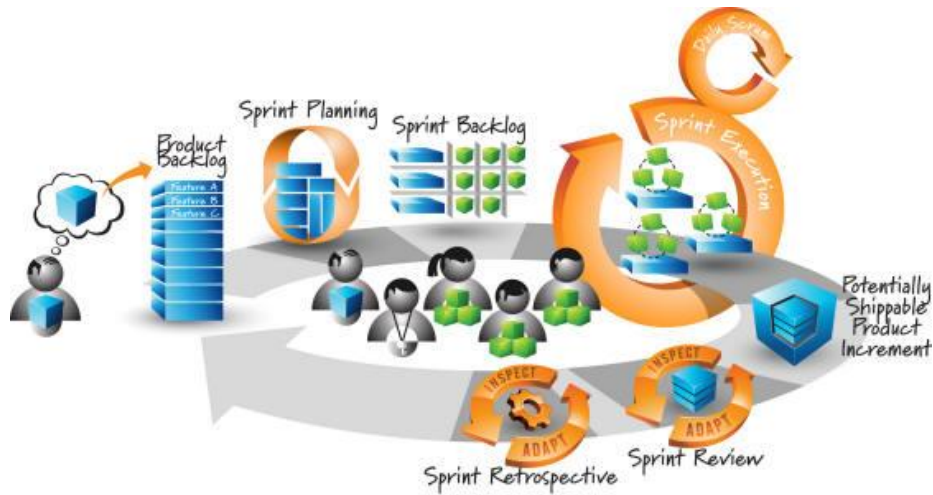 Daily Scrum
Sprint Execution
Sprint Planning
Sprint Backlog
Product
Backlog
Feature A
Feature B
Feature C
Potentially
Shippable
Product
Increment
INSPECT
ADAPT
Sprint Review
INSPECT
ADAPT
Sprint Retrospective